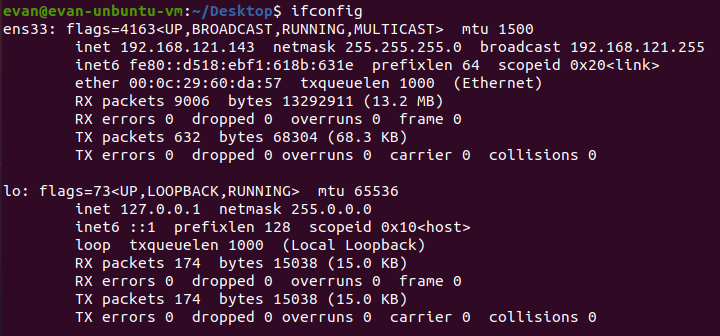 evan@evan-unbuntu-vm:~/Desktop$ ifconfig
ens33: flags=4163<UP,BROADCAST,RUNNING,MULTICAST>  mtu 1500
        inet 192.168.121.143  netmask 255.255.255.0  broadcast 192.168.121.255
        inet6 fe80::d518:ebf1:618b:631e  prefixlen 64  scopeid 0x20<link>
        ether 00:0c:29:60:da:57  txqueuelen 1000  (Ethernet)
        RX packets 9006  bytes 13292911 (13.2 MB)
        RX errors 0  dropped 0  overruns 0  frame 0
        TX packets 632  bytes 68304 (68.3 KB)
        TX errors 0  dropped 0 overruns 0  carrier 0  collisions 0

lo: flags=73<UP,LOOPBACK,RUNNING>  mtu 65536
        inet 127.0.0.1  netmask 255.0.0.0
        inet6 ::1  prefixlen 128  scopeid 0x10<host>
        loop  txqueuelen 1000  (Local Loopback)
        RX packets 174  bytes 15038 (15.0 KB)
        RX errors 0  dropped 0  overruns 0  frame 0
        TX packets 174  bytes 15038 (15.0 KB)
        TX errors 0  dropped 0 overruns 0  carrier 0  collisions 0